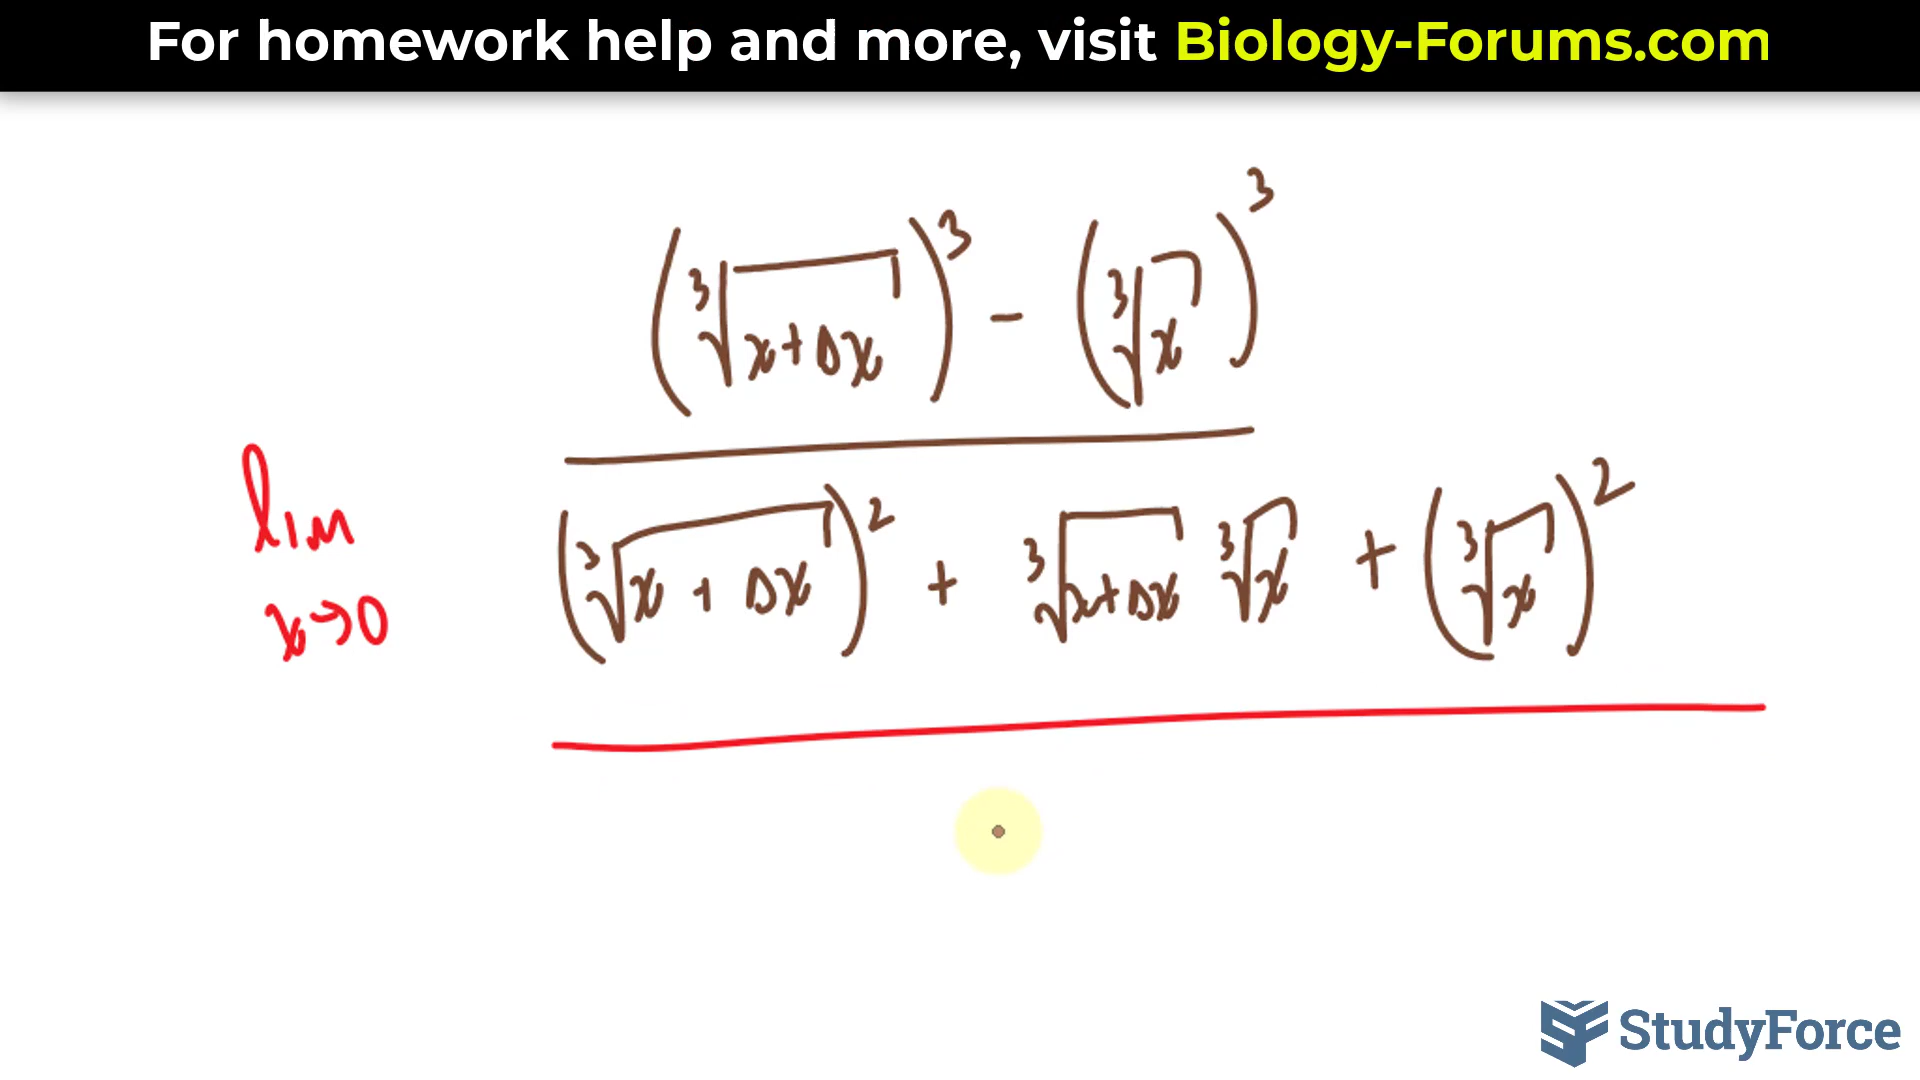 For homework help and more, visit Biology-Forums.com
(∛(x+Δx))³ - (∛x)³
lim
x→0
(∛(x + Δx))² + ∛(x+Δx) ∛x + (∛x)²
StudyForce